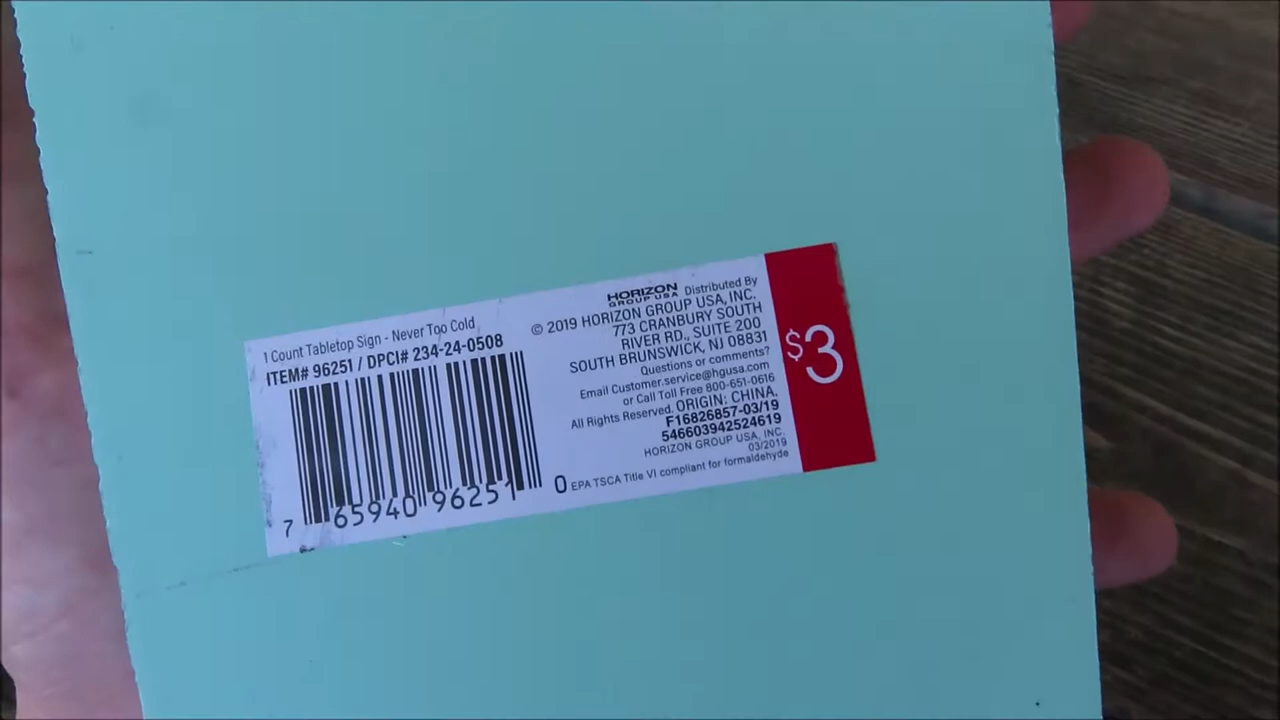 1 Count Tabletop Sign - Never Too Cold
ITEM# 96251 / DPCI# 234-24-0508
7 65940 96251 0
HORIZON
GROUP USA
Distributed By
© 2019 HORIZON GROUP USA, INC.
773 CRANBURY SOUTH
RIVER RD., SUITE 200
SOUTH BRUNSWICK, NJ 08831
Questions or comments?
Email Customer.service@hgusa.com
or Call Toll Free 800-651-0616
All Rights Reserved. ORIGIN: CHINA.
F16826857-03/19
546603942524619
HORIZON GROUP USA, INC.
03/2019
EPA TSCA Title VI compliant for formaldehyde
$3